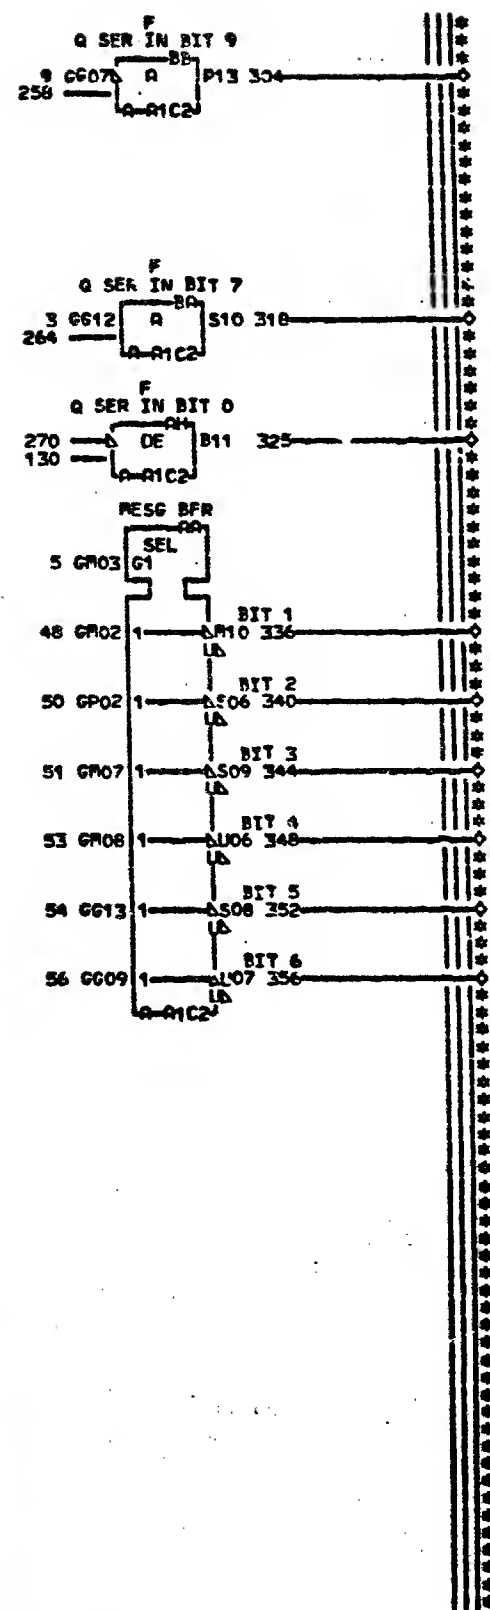 F
Q SER IN BIT 9
BB
9 GG07 A P13 304
258
A-A1C2
F
Q SER IN BIT 7
BA
3 GG12 A S10 318
264
A-A1C2
F
Q SER IN BIT 0
AH
270 OE B11 325
130
A-A1C2
MESG BFR
AA
SEL
5 GM03 G1
BIT 1
48 GM02 1 M10 336
BIT 2
50 GP02 1 S06 340
BIT 3
51 GM07 1 S09 344
BIT 4
53 GM08 1 U06 348
BIT 5
54 GG13 1 S08 352
BIT 6
56 GG09 1 U07 356
A-A1C2